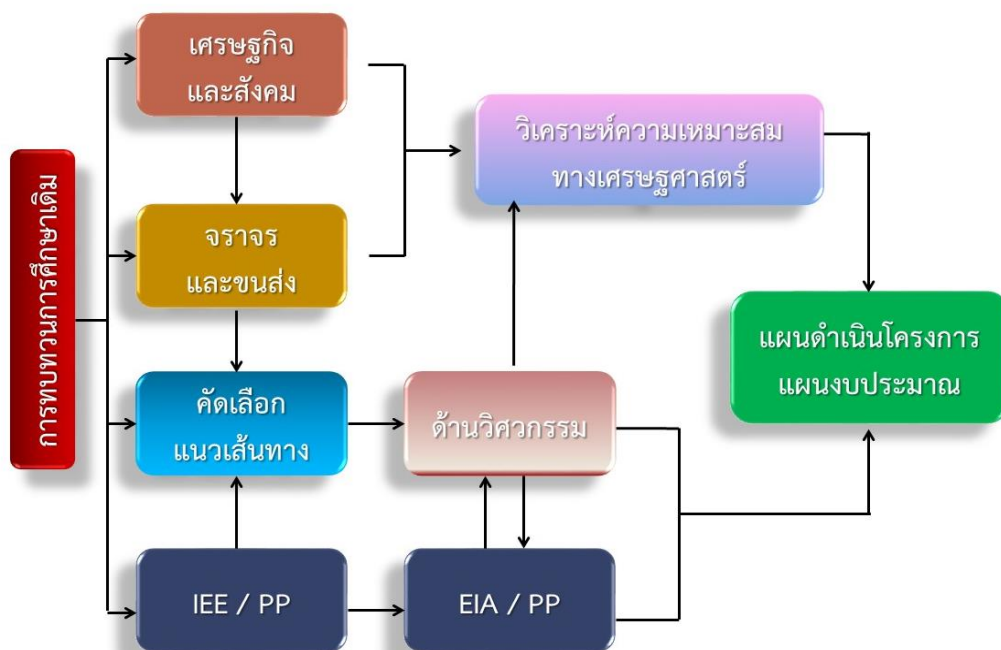 การทบทวนการศึกษาเดิม
เศรษฐกิจ
และสังคม
จราจร
และขนส่ง
คัดเลือก
แนวเส้นทาง
IEE / PP
วิเคราะห์ความเหมาะสม
ทางเศรษฐศาสตร์
ด้านวิศวกรรม
EIA / PP
แผนดำเนินโครงการ
แผนงบประมาณ